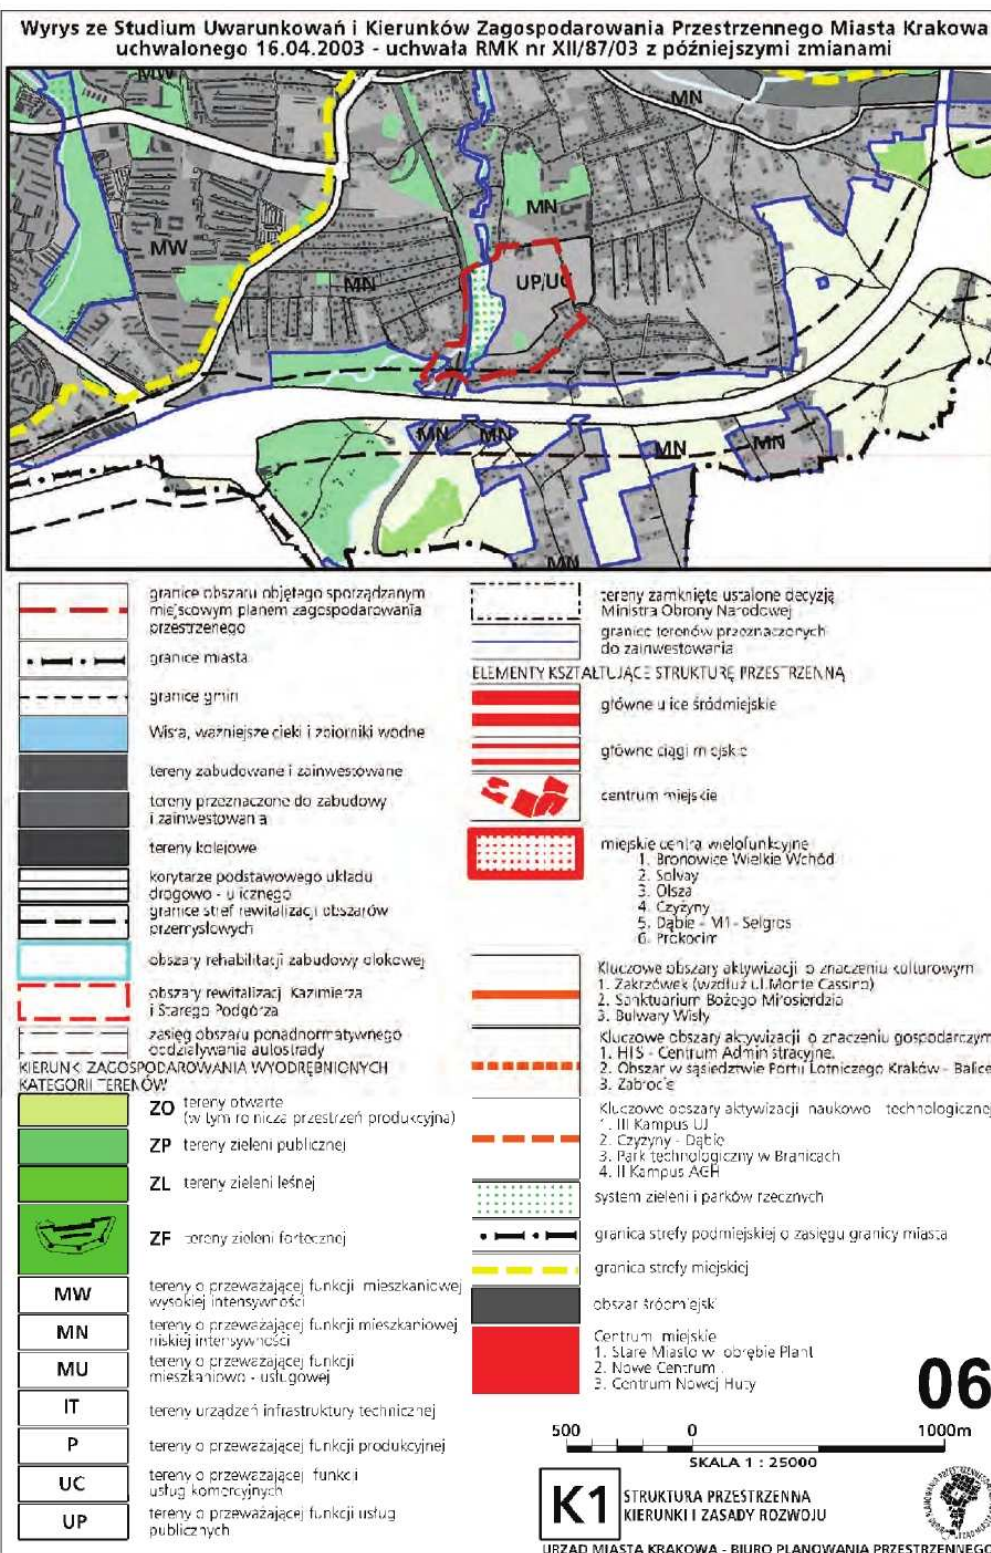 Wyrys ze Studium Uwarunkowań i Kierunków Zagospodarowania Przestrzennego Miasta Krakowa
uchwalonego 16.04.2003 - uchwała RMK nr XII/87/03 z późniejszymi zmianami
MW
MN
MN
MW
MN
UP/UC
MN
MN
MN
MN
MN
granice obszaru objętego sporządzanym
miejscowym planem zagospodarowania
przestrzenego
granice miasta
granice gmin
Wisła, ważniejsze cieki i zbiorniki wodne
tereny zabudowane i zainwestowane
tereny przeznaczone do zabudowy
i zainwestowania
tereny kolejowe
korytarze podstawowego układu
drogowo - ulicznego
granice stref rewitalizacji obszarów
przemysłowych
obszary rehabilitacji zabudowy blokowej
obszary rewitalizacji Kazimierza
i Starego Podgórza
zasięg obszaru ponadnormatywnego
oddziaływania autostrady
KIERUNKI ZAGOSPODAROWANIA WYODRĘBNIONYCH
KATEGORII TERENÓW
ZO tereny otwarte
(w tym rolnicza przestrzeń produkcyjna)
ZP tereny zieleni publicznej
ZL tereny zieleni leśnej
ZF tereny zieleni fortecznej
MW tereny o przeważającej funkcji mieszkaniowej
wysokiej intensywności
MN tereny o przeważającej funkcji mieszkaniowej
niskiej intensywności
MU tereny o przeważającej funkcji
mieszkaniowo - usługowej
IT tereny urządzeń infrastruktury technicznej
P tereny o przeważającej funkcji produkcyjnej
UC tereny o przeważającej funkcji
usług komercyjnych
UP tereny o przeważającej funkcji usług
publicznych
tereny zamknięte ustalone decyzją
Ministra Obrony Narodowej
granice terenów przeznaczonych
do zainwestowania
ELEMENTY KSZTAŁTUJĄCE STRUKTURĘ PRZESTRZENNĄ
główne ulice śródmiejskie
główne ciągi miejskie
centrum miejskie
miejskie centra wielofunkcyjne
1. Bronowice Wielkie Wchód
2. Solvay
3. Olsza
4. Czyżyny
5. Dąbie - M1 - Selgros
6. Prokocim
Kluczowe obszary aktywizacji o znaczeniu kulturowym
1. Zakrzówek (wzdłuż ul.Monte Cassino)
2. Sanktuarium Bożego Miłosierdzia
3. Bulwary Wisły
Kluczowe obszary aktywizacji o znaczeniu gospodarczym
1. HTS - Centrum Administracyjne.
2. Obszar w sąsiedztwie Portu Lotniczego Kraków - Balice
3. Zabłocie
Kluczowe obszary aktywizacji naukowo - technologicznej
1. III Kampus UJ
2. Czyżyny - Dąbie
3. Park technologiczny w Branicach
4. II Kampus AGH
system zieleni i parków rzecznych
granica strefy podmiejskiej o zasięgu granicy miasta
granica strefy miejskiej
obszar śródmiejski
Centrum miejskie
1. Stare Miasto w obrębie Plant
2. Nowe Centrum
3. Centrum Nowej Huty
06
500 0 1000m
SKALA 1 : 25000
K1 STRUKTURA PRZESTRZENNA
KIERUNKI I ZASADY ROZWOJU
URZĄD MIASTA KRAKOWA - BIURO PLANOWANIA PRZESTRZENNEGO